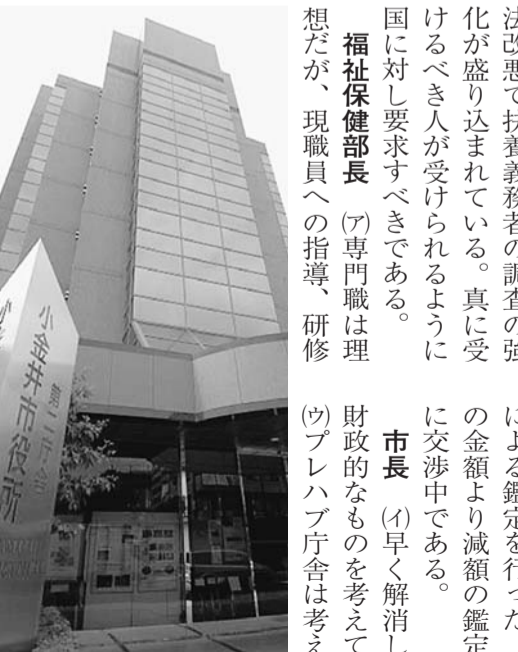 法改悪で扶養義務者の調査の強
化が盛り込まれている。真に受
けるべき人が受けられるように
国に対し要求すべきである。
福祉保健部長　㋐専門職は理
想だが、現職員への指導、研修
による鑑定を行った
の金額より減額の鑑定
に交渉中である。
市長　㋑早く解消し
財政的なものを考えて
㋒プレハブ庁舎は考え
小金井市役所
第二庁舎